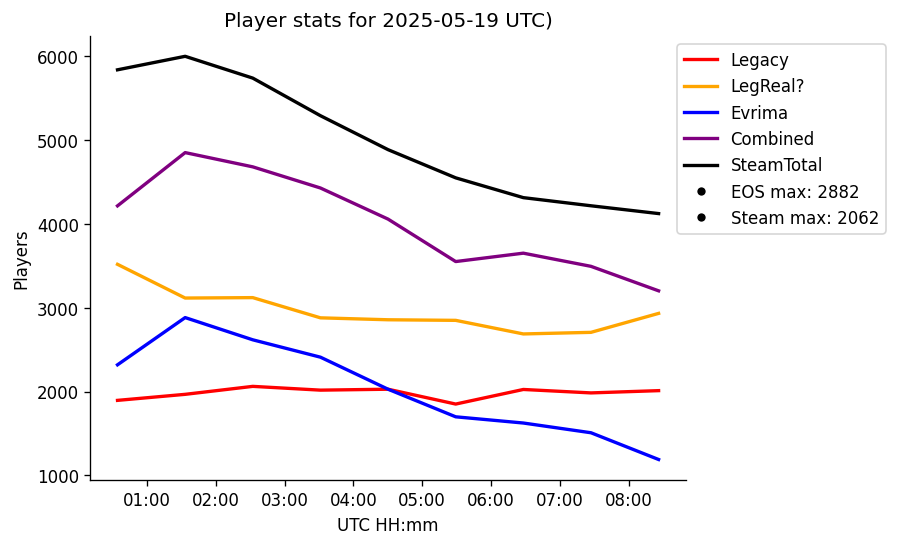 Player stats for 2025-05-19 UTC)
Legacy
LegReal?
Evrima
Combined
SteamTotal
EOS max: 2882
Steam max: 2062
Players
6000
5000
4000
3000
2000
1000
01:00 02:00 03:00 04:00 05:00 06:00 07:00 08:00
UTC HH:mm